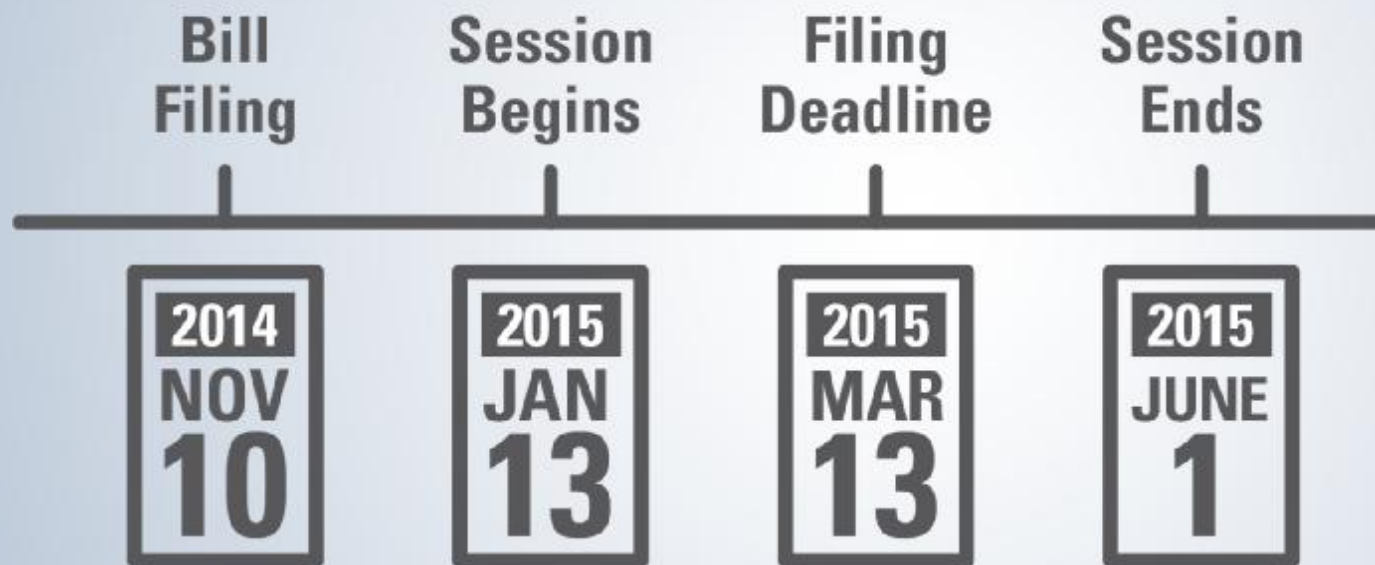 Bill
Filing
Session
Begins
Filing
Deadline
Session
Ends
2014
NOV
10
2015
JAN
13
2015
MAR
13
2015
JUNE
1